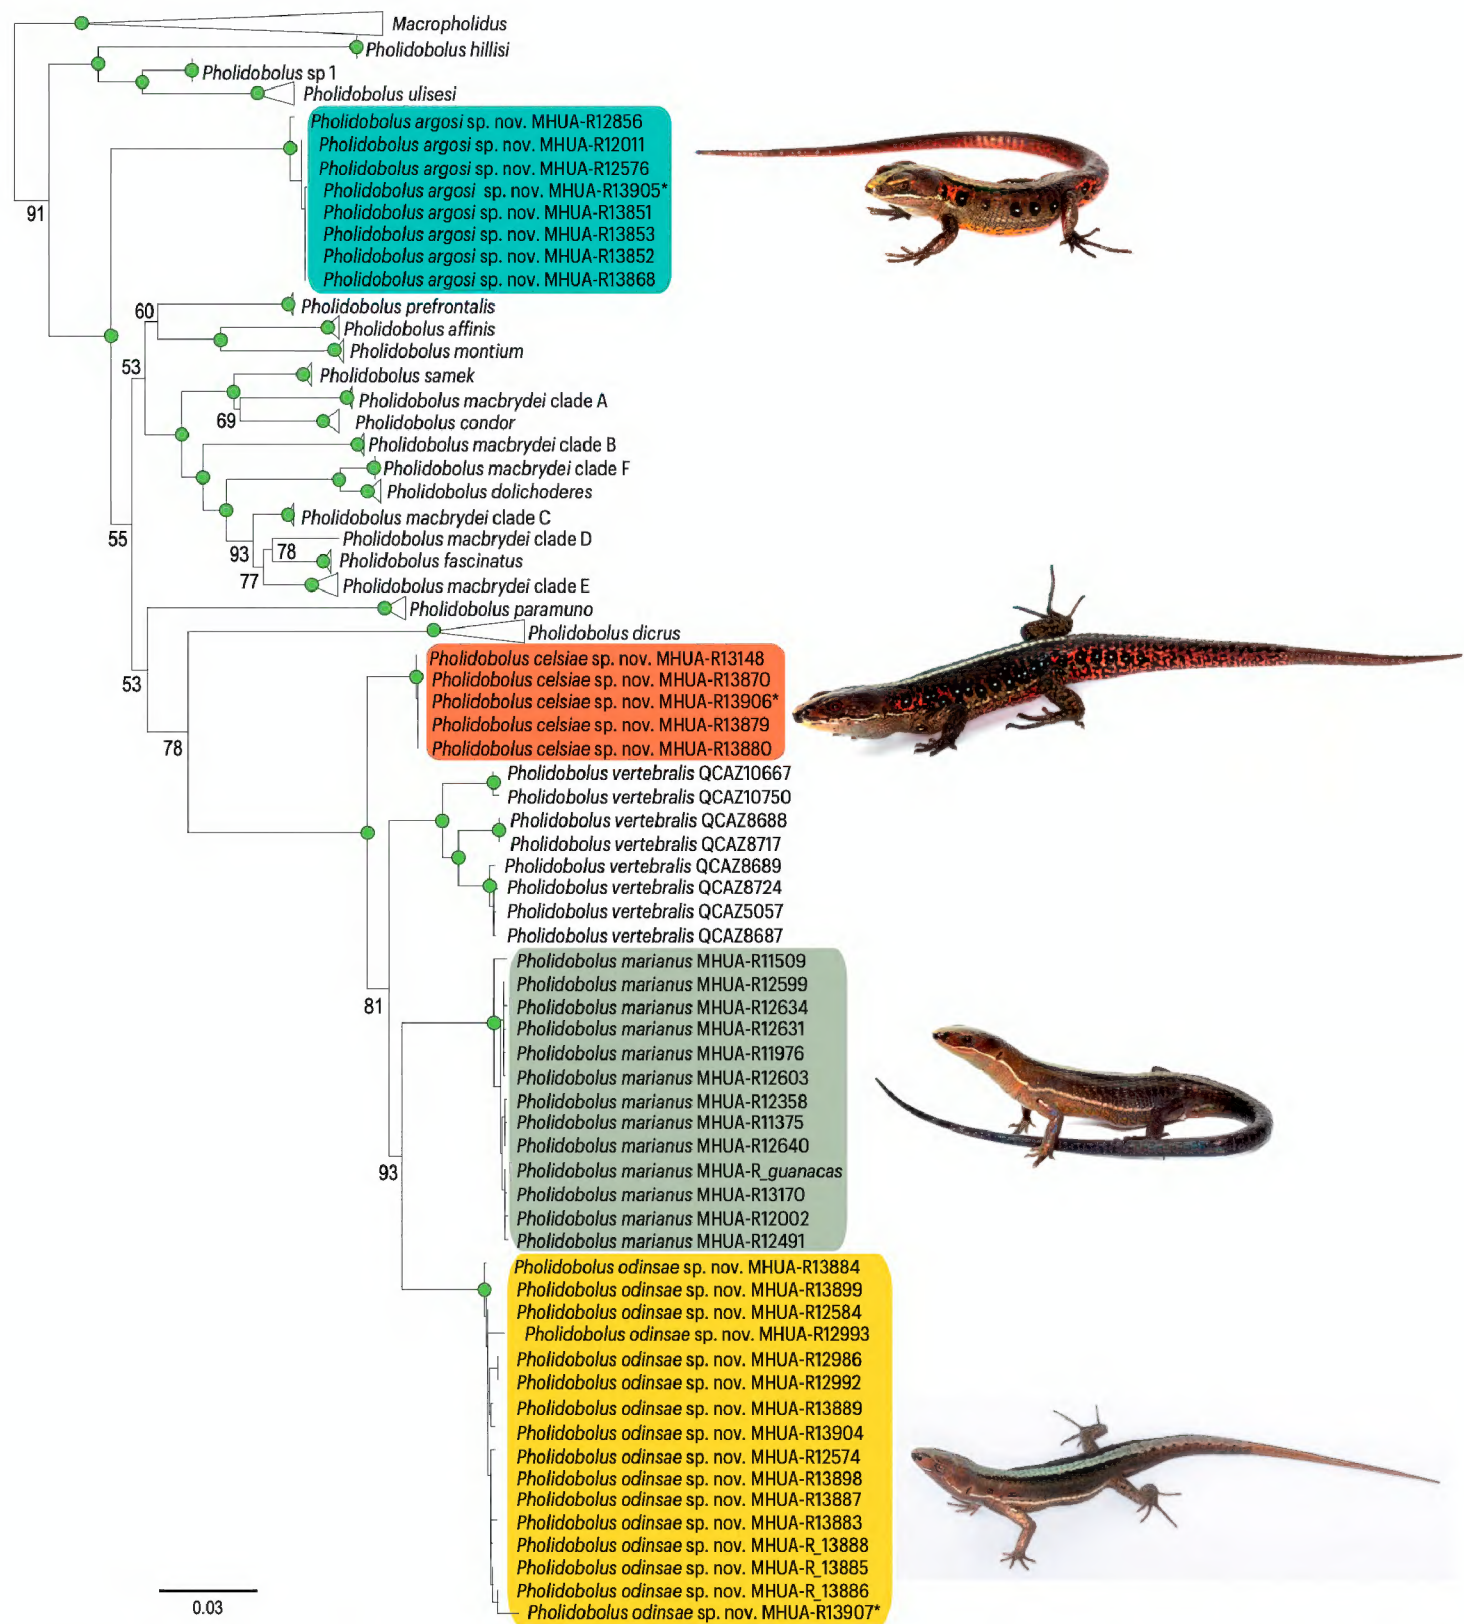 Macropholidus
Pholidobolus hillisi
Pholidobolus sp 1
Pholidobolus ulisesi
Pholidobolus argosi sp. nov. MHUA-R12856
Pholidobolus argosi sp. nov. MHUA-R12011
Pholidobolus argosi sp. nov. MHUA-R12576
Pholidobolus argosi sp. nov. MHUA-R13905*
91
Pholidobolus argosi sp. nov. MHUA-R13851
Pholidobolus argosi sp. nov. MHUA-R13853
Pholidobolus argosi sp. nov. MHUA-R13852
Pholidobolus argosi sp. nov. MHUA-R13868
60
Pholidobolus prefrontalis
Pholidobolus affinis
Pholidobolus montium
53
Pholidobolus samek
Pholidobolus macbrydei clade A
69
Pholidobolus condor
Pholidobolus macbrydei clade B
Pholidobolus macbrydei clade F
Pholidobolus dolichoderes
Pholidobolus macbrydei clade C
55
Pholidobolus macbrydei clade D
93
78
Pholidobolus fascinatus
77
Pholidobolus macbrydei clade E
Pholidobolus paramuno
Pholidobolus dicrus
Pholidobolus celsiae sp. nov. MHUA-R13148
53
Pholidobolus celsiae sp. nov. MHUA-R13870
Pholidobolus celsiae sp. nov. MHUA-R13906*
Pholidobolus celsiae sp. nov. MHUA-R13879
78
Pholidobolus celsiae sp. nov. MHUA-R13880
Pholidobolus vertebralis QCAZ10667
Pholidobolus vertebralis QCAZ10750
Pholidobolus vertebralis QCAZ8688
Pholidobolus vertebralis QCAZ8717
Pholidobolus vertebralis QCAZ8689
Pholidobolus vertebralis QCAZ8724
Pholidobolus vertebralis QCAZ5057
Pholidobolus vertebralis QCAZ8687
Pholidobolus marianus MHUA-R11509
Pholidobolus marianus MHUA-R12599
81
Pholidobolus marianus MHUA-R12634
Pholidobolus marianus MHUA-R12631
Pholidobolus marianus MHUA-R11976
Pholidobolus marianus MHUA-R12603
Pholidobolus marianus MHUA-R12358
Pholidobolus marianus MHUA-R11375
Pholidobolus marianus MHUA-R12640
93
Pholidobolus marianus MHUA-R_guanacas
Pholidobolus marianus MHUA-R13170
Pholidobolus marianus MHUA-R12002
Pholidobolus marianus MHUA-R12491
Pholidobolus odinsae sp. nov. MHUA-R13884
Pholidobolus odinsae sp. nov. MHUA-R13899
Pholidobolus odinsae sp. nov. MHUA-R12584
Pholidobolus odinsae sp. nov. MHUA-R12993
Pholidobolus odinsae sp. nov. MHUA-R12986
Pholidobolus odinsae sp. nov. MHUA-R12992
Pholidobolus odinsae sp. nov. MHUA-R13889
Pholidobolus odinsae sp. nov. MHUA-R13904
Pholidobolus odinsae sp. nov. MHUA-R12574
Pholidobolus odinsae sp. nov. MHUA-R13898
Pholidobolus odinsae sp. nov. MHUA-R13887
Pholidobolus odinsae sp. nov. MHUA-R13883
Pholidobolus odinsae sp. nov. MHUA-R_13888
Pholidobolus odinsae sp. nov. MHUA-R_13885
Pholidobolus odinsae sp. nov. MHUA-R_13886
0.03
Pholidobolus odinsae sp. nov. MHUA-R13907*